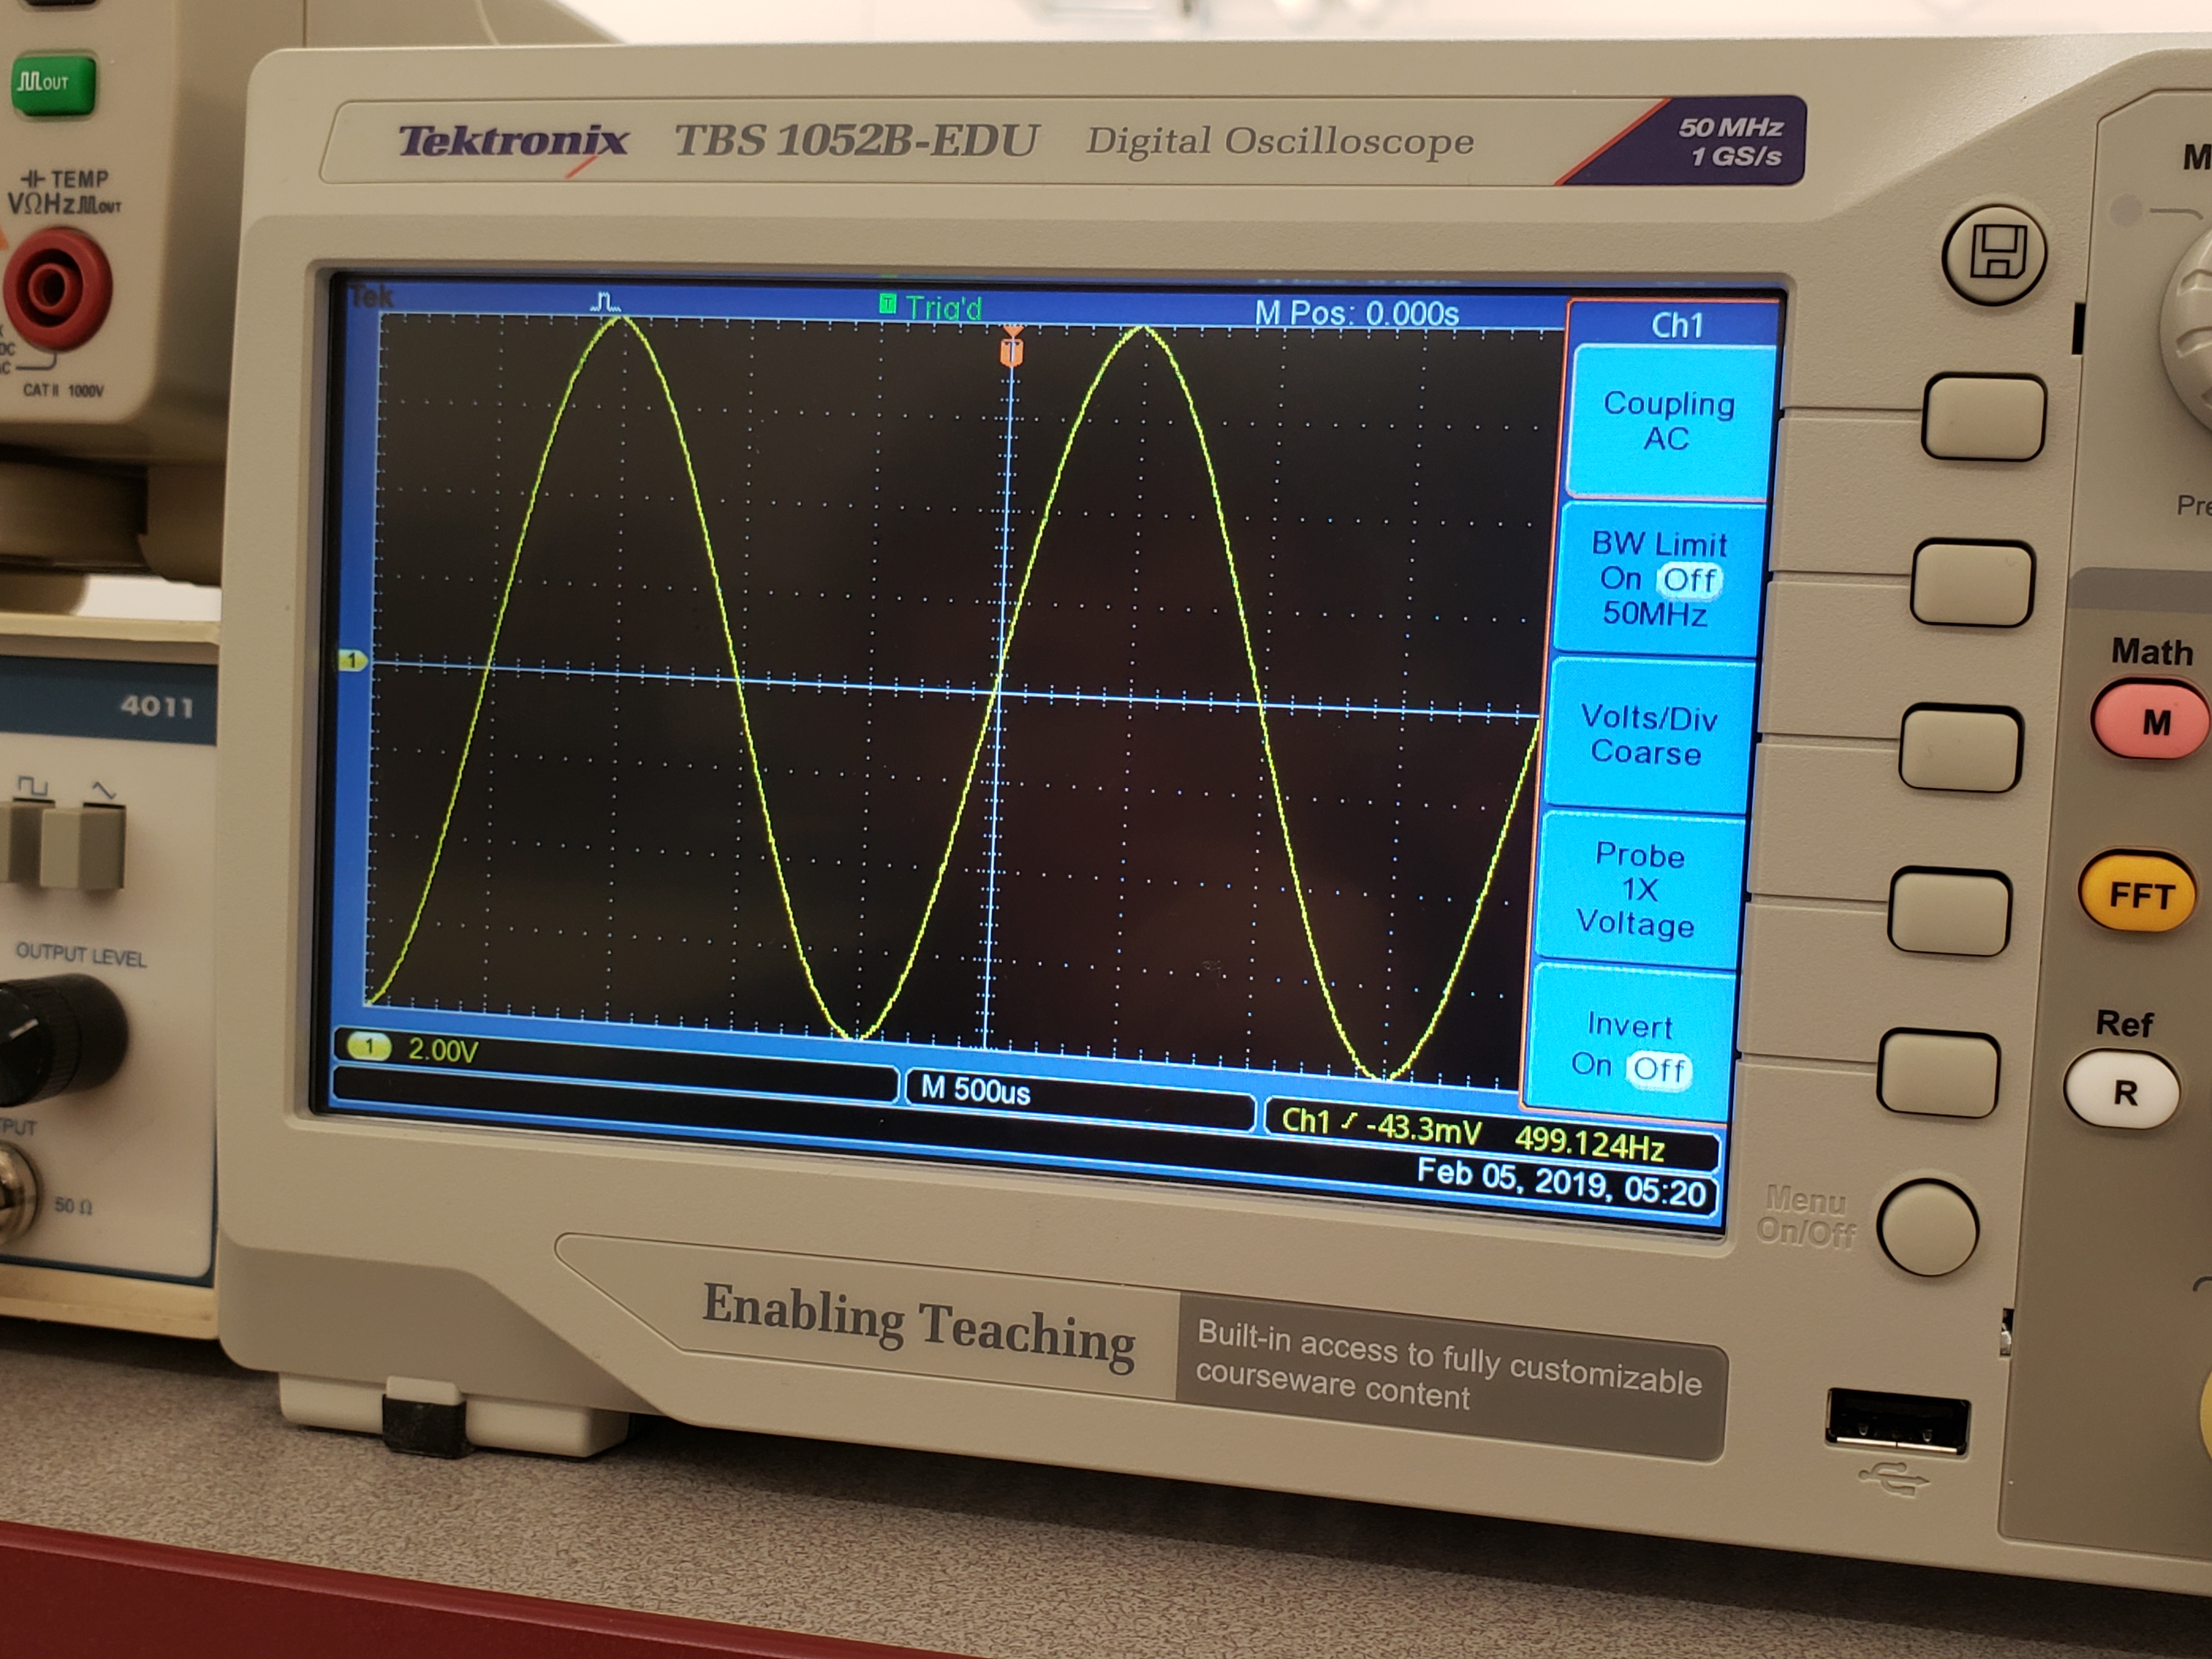 OUT
TEMP
VΩHz OUT
CAT II 1000V
4011
OUTPUT LEVEL
50 Ω
Tektronix TBS 1052B-EDU Digital Oscilloscope
50 MHz
1 GS/s
Tek
T Trig'd
M Pos: 0.000s
T
1
Ch1
Coupling
AC
BW Limit
On Off
50MHz
Volts/Div
Coarse
Probe
1X
Voltage
Invert
On Off
1 2.00V
M 500us
Ch1 -43.3mV 499.124Hz
Feb 05, 2019, 05:20
Math
M
FFT
Ref
R
Menu
On/Off
Enabling Teaching
Built-in access to fully customizable
courseware content